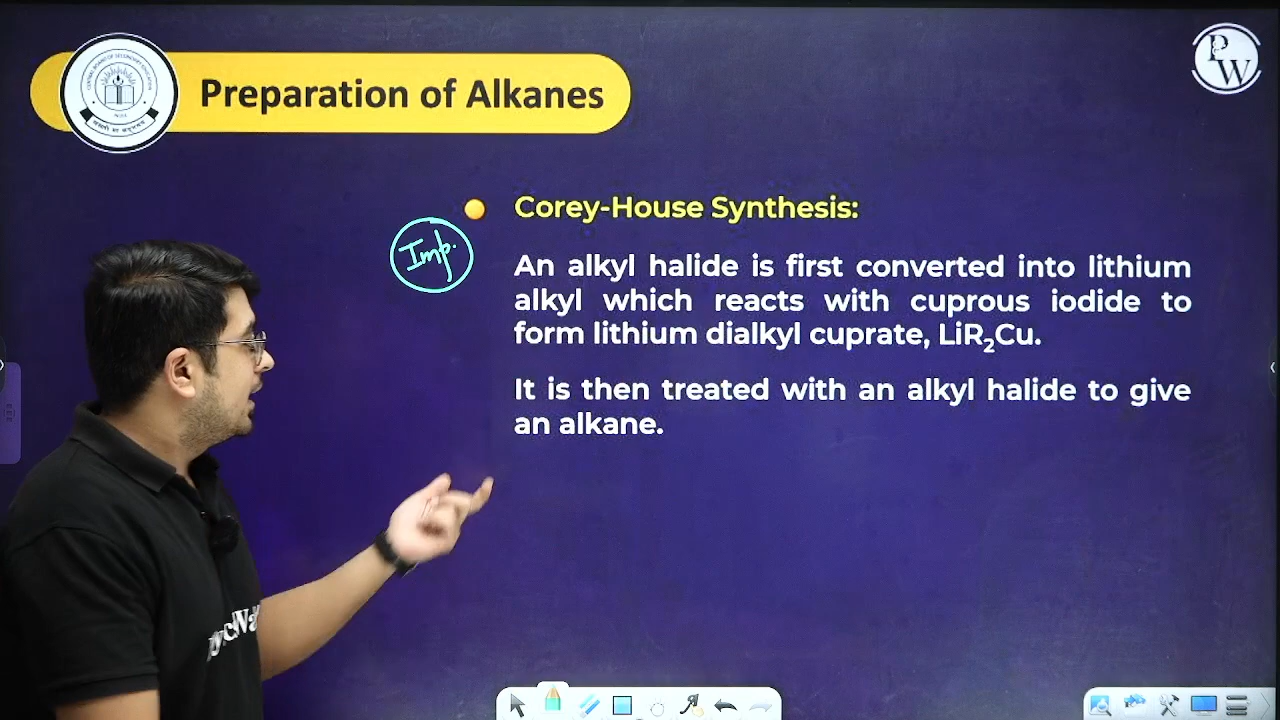 Preparation of Alkanes
PW
Corey-House Synthesis:
Imp.
An alkyl halide is first converted into lithium
alkyl which reacts with cuprous iodide to
form lithium dialkyl cuprate, LiR₂Cu.
It is then treated with an alkyl halide to give
an alkane.